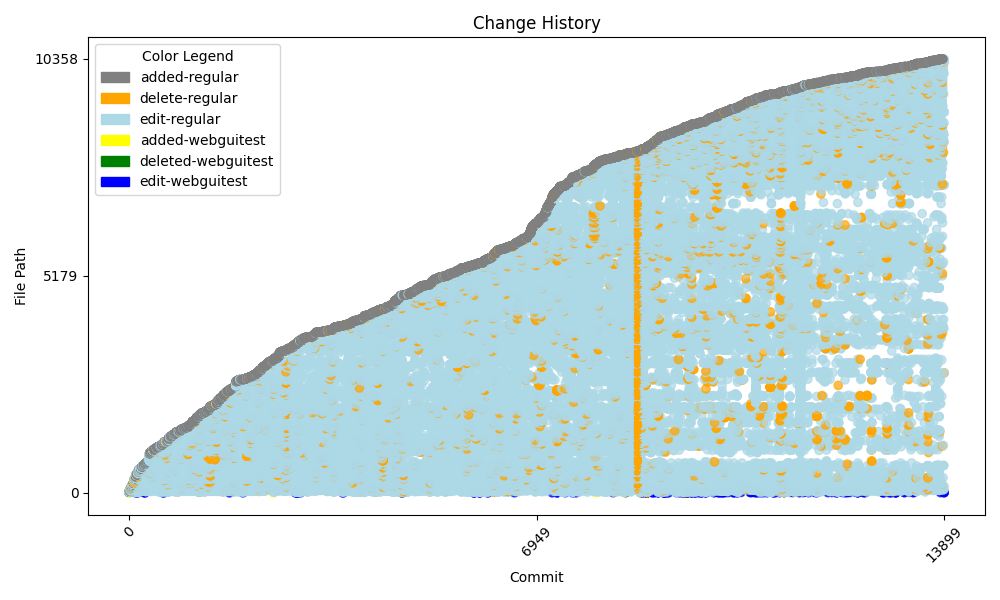 Change History
Color Legend
added-regular
delete-regular
edit-regular
added-webguitest
deleted-webguitest
edit-webguitest
File Path
10358
5179
0
0
6949
13899
Commit